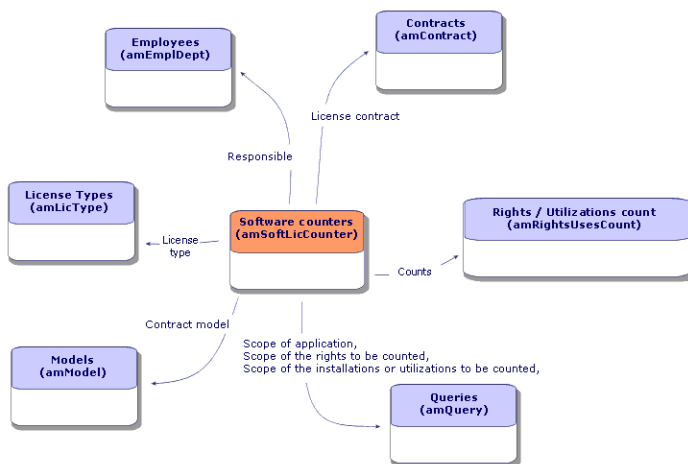 Contracts
(amContract)
Employees
(amEmplDept)
License contract
Responsible
License Types
(amLicType)
Rights / Utilizations count
(amRightsUsesCount)
Software counters
(amSoftLicCounter)
License
type
Counts
Contract model
Scope of application,
Scope of the rights to be counted,
Scope of the installations or utilizations to be counted,
Models
(amModel)
Queries
(amQuery)